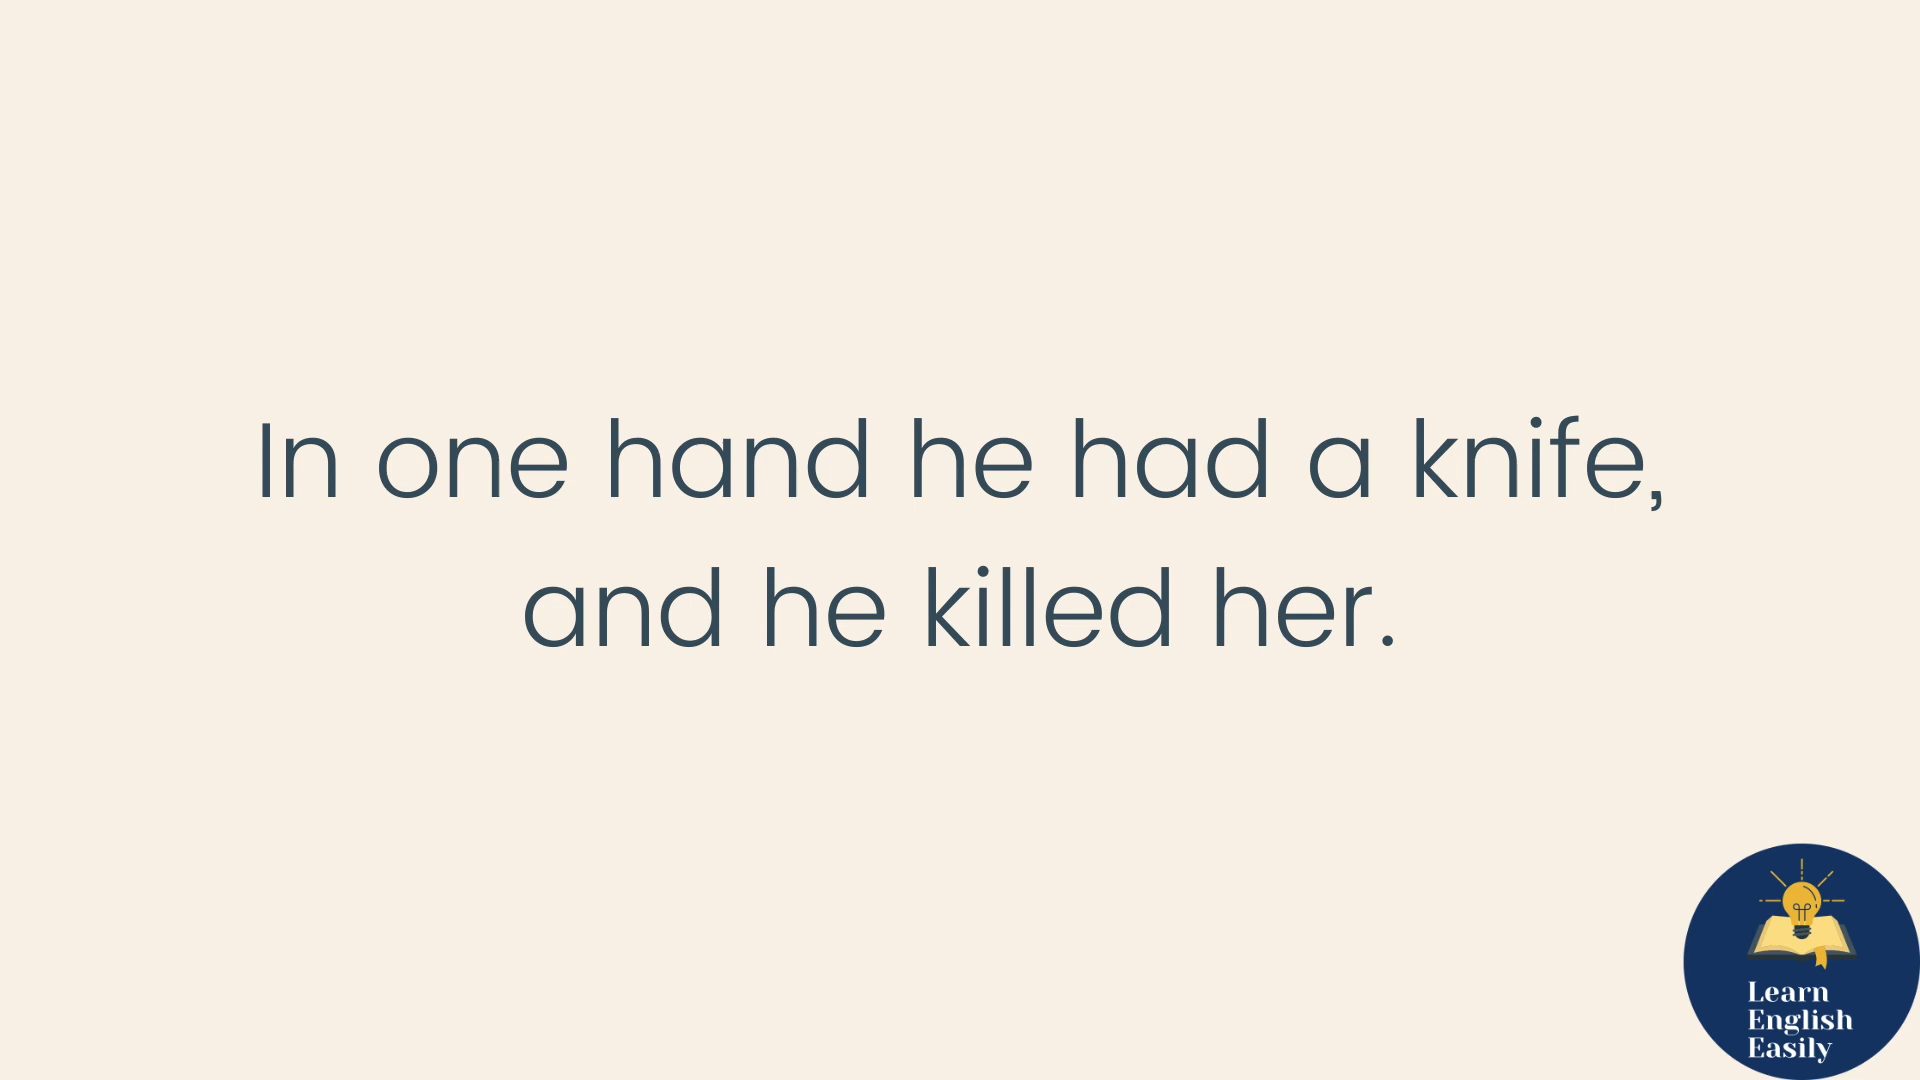 In one hand he had a knife,
and he killed her.
Learn
English
Easily